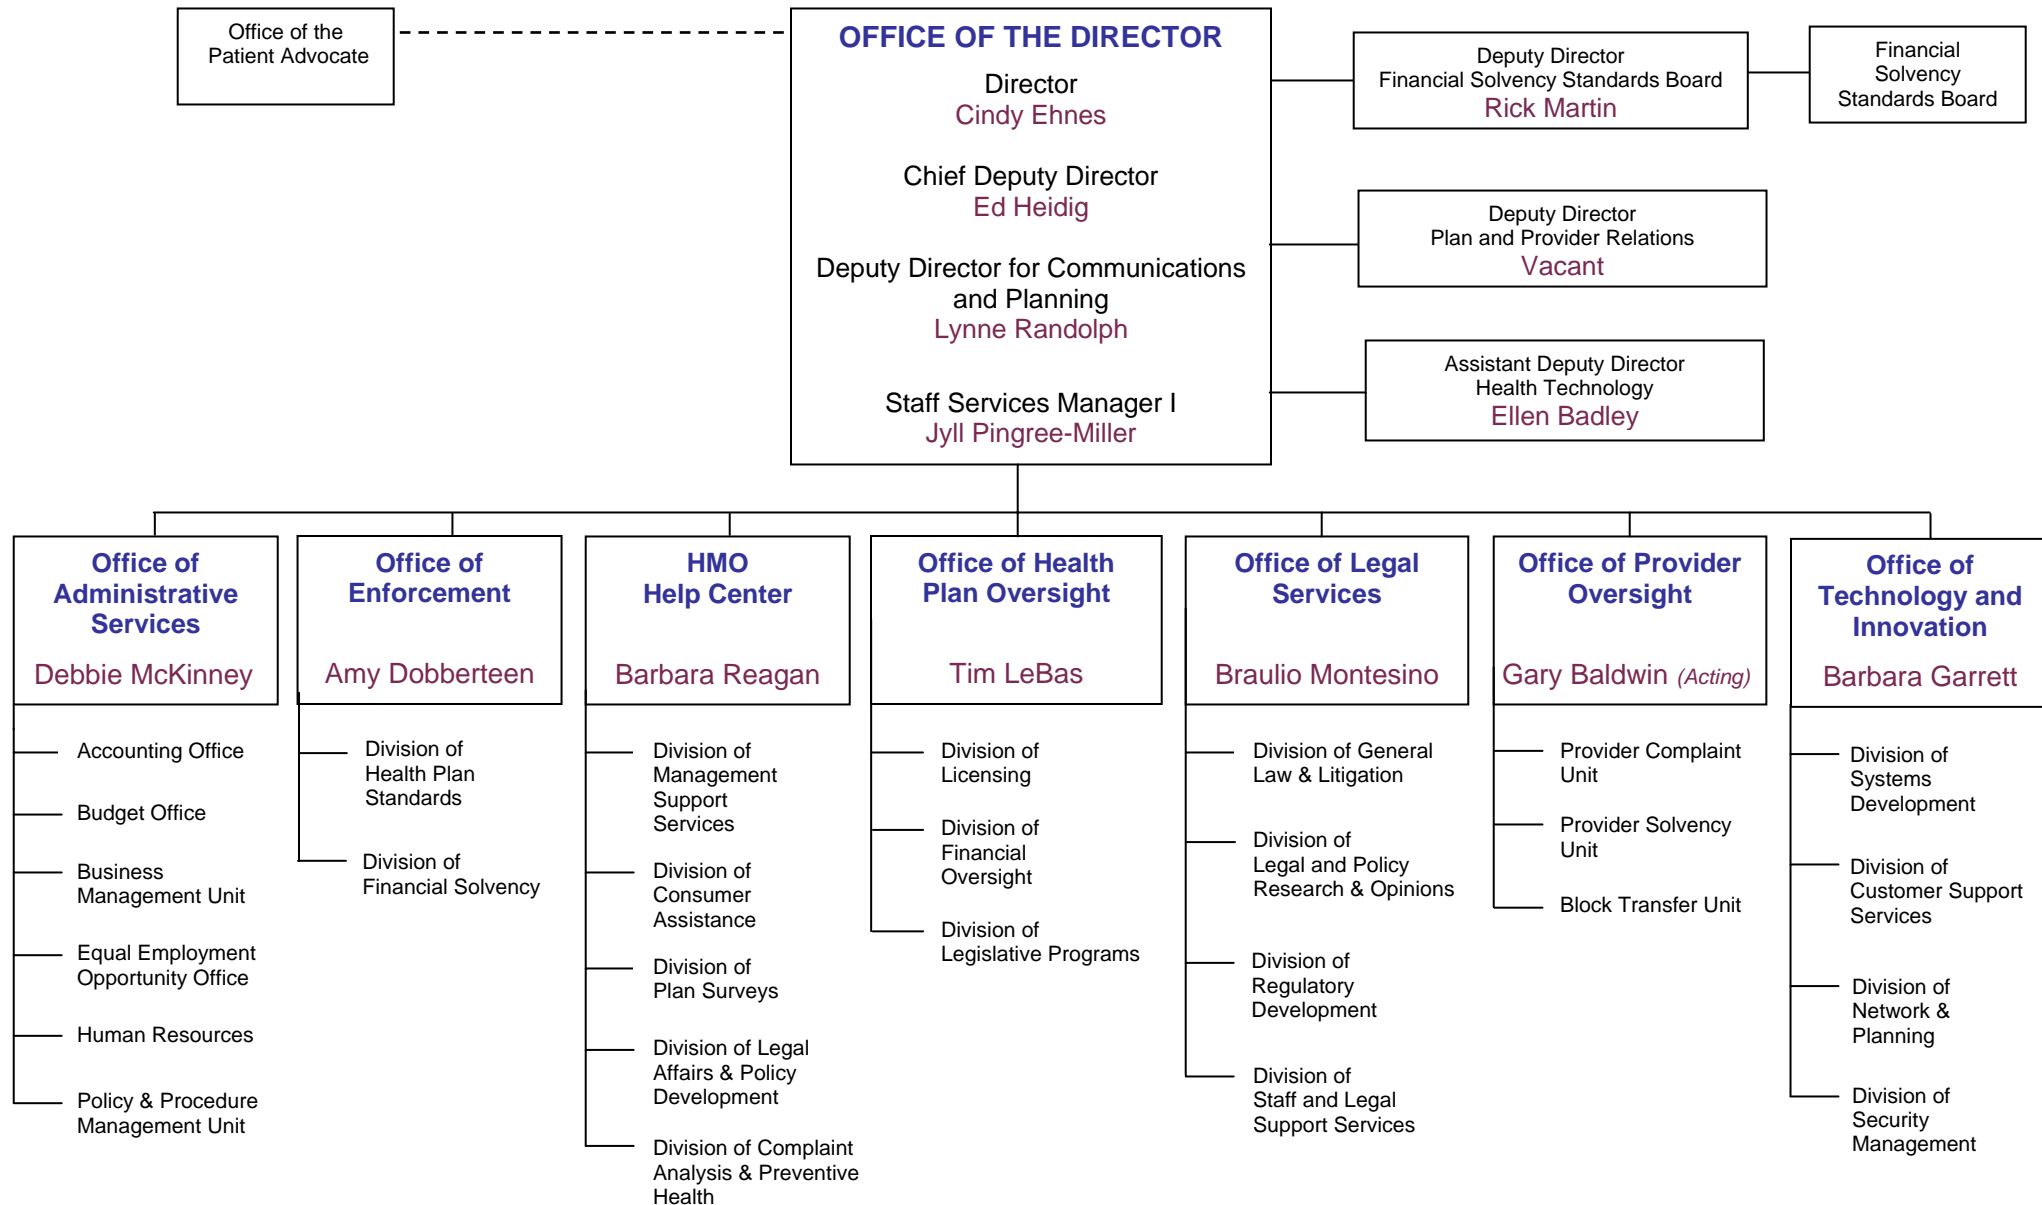 Office of the
Patient Advocate
OFFICE OF THE DIRECTOR
Director
Cindy Ehnes
Chief Deputy Director
Ed Heidig
Deputy Director for Communications
and Planning
Lynne Randolph
Staff Services Manager I
Jyll Pingree-Miller
Deputy Director
Financial Solvency Standards Board
Rick Martin
Financial
Solvency
Standards Board
Deputy Director
Plan and Provider Relations
Vacant
Assistant Deputy Director
Health Technology
Ellen Badley
Office of
Administrative
Services
Debbie McKinney
Accounting Office
Budget Office
Business
Management Unit
Equal Employment
Opportunity Office
Human Resources
Policy & Procedure
Management Unit
Office of
Enforcement
Amy Dobberteen
Division of
Health Plan
Standards
Division of
Financial Solvency
HMO
Help Center
Barbara Reagan
Division of
Management
Support
Services
Division of
Consumer
Assistance
Division of
Plan Surveys
Division of Legal
Affairs & Policy
Development
Division of Complaint
Analysis & Preventive
Health
Office of Health
Plan Oversight
Tim LeBas
Division of
Licensing
Division of
Financial
Oversight
Division of
Legislative Programs
Office of Legal
Services
Braulio Montesino
Division of General
Law & Litigation
Division of
Legal and Policy
Research & Opinions
Division of
Regulatory
Development
Division of
Staff and Legal
Support Services
Office of Provider
Oversight
Gary Baldwin (Acting)
Provider Complaint
Unit
Provider Solvency
Unit
Block Transfer Unit
Office of
Technology and
Innovation
Barbara Garrett
Division of
Systems
Development
Division of
Customer Support
Services
Division of
Network &
Planning
Division of
Security
Management